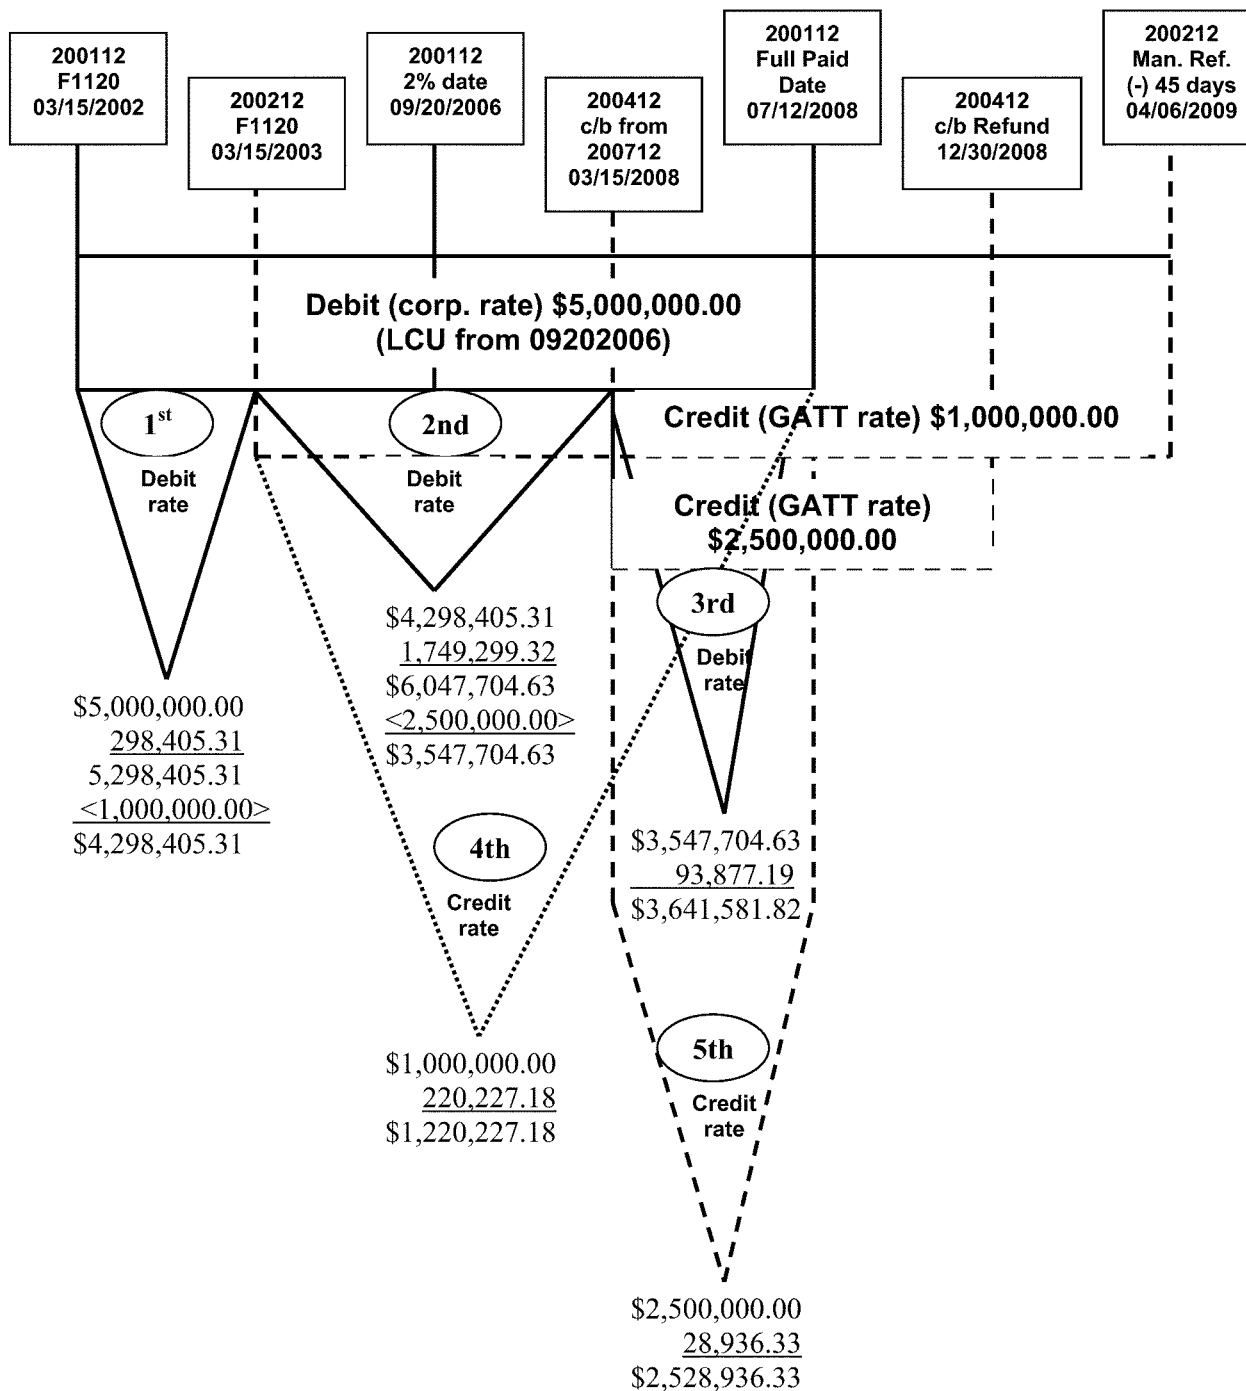 200112
F1120
03/15/2002
200212
F1120
03/15/2003
200112
2% date
09/20/2006
200412
c/b from
200712
03/15/2008
200112
Full Paid
Date
07/12/2008
200412
c/b Refund
12/30/2008
200212
Man. Ref.
(-) 45 days
04/06/2009
Debit (corp. rate) $5,000,000.00
(LCU from 09202006)
Credit (GATT rate) $1,000,000.00
Credit (GATT rate)
$2,500,000.00
1st
Debit
rate
$5,000,000.00
298,405.31
5,298,405.31
<1,000,000.00>
$4,298,405.31
2nd
Debit
rate
$4,298,405.31
1,749,299.32
$6,047,704.63
<2,500,000.00>
$3,547,704.63
3rd
Debit
rate
$3,547,704.63
93,877.19
$3,641,581.82
4th
Credit
rate
$1,000,000.00
220,227.18
$1,220,227.18
5th
Credit
rate
$2,500,000.00
28,936.33
$2,528,936.33